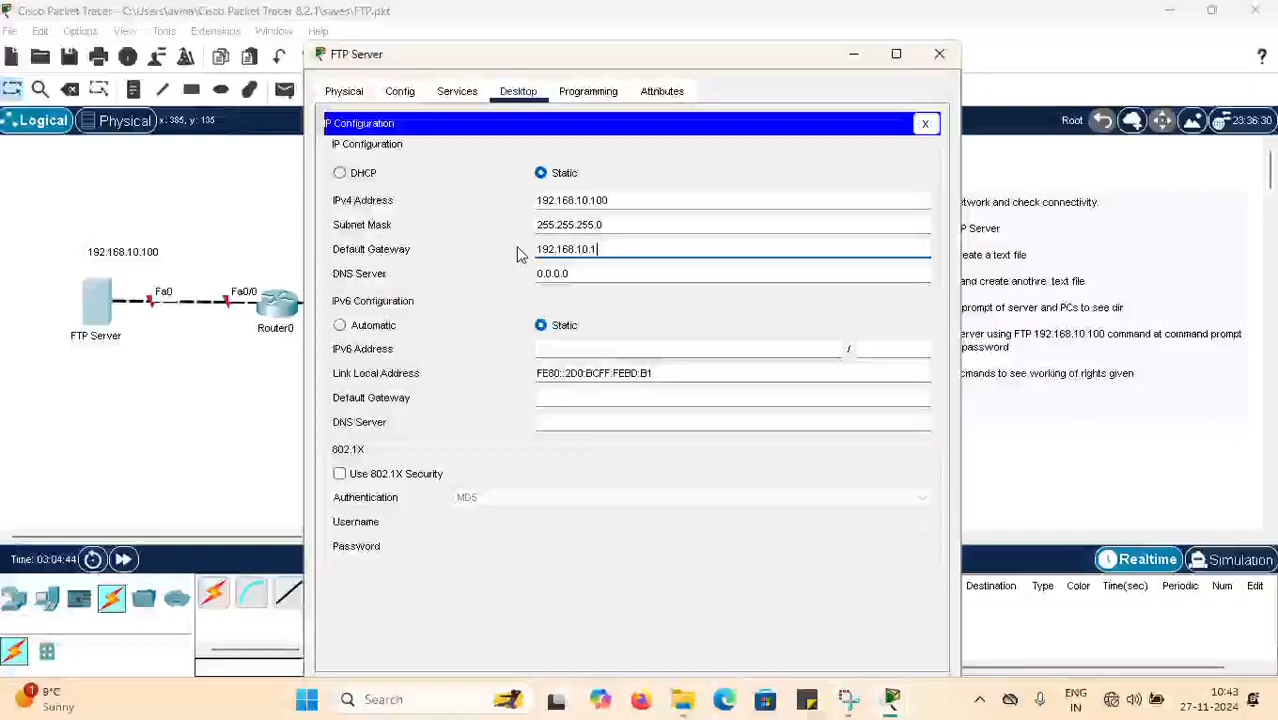 Cisco Packet Tracer - C:\Users\avina\Cisco Packet Tracer 8.2.1\saves\FTP.pkt
File Edit Options View Tools Extensions Window Help
FTP Server
Physical Config Services Desktop Programming Attributes
Logical Physical x: 385, y: 135
Root 23:36:30
IP Configuration X
IP Configuration
DHCP Static
IPv4 Address 192.168.10.100
Subnet Mask 255.255.255.0
Default Gateway 192.168.10.1
DNS Server 0.0.0.0
IPv6 Configuration
Automatic Static
IPv6 Address /
Link Local Address FE80::2D0:BCFF:FEBD:B1
Default Gateway
DNS Server
802.1X
Use 802.1X Security
Authentication MD5
Username
Password
192.168.10.100
Fa0 Fa0/0
FTP Server Router0
twork and check connectivity.
P Server
eate a text file
and create anothre. text file
prompt of server and PCs to see dir
erver using FTP 192.168.10.100 command at command prompt
password
mmands to see working of rights given
Time: 03:04:44 Realtime Simulation
Destination Type Color Time(sec) Periodic Num Edit
1 9°C
Sunny
Search
ENG
IN
10:43
27-11-2024